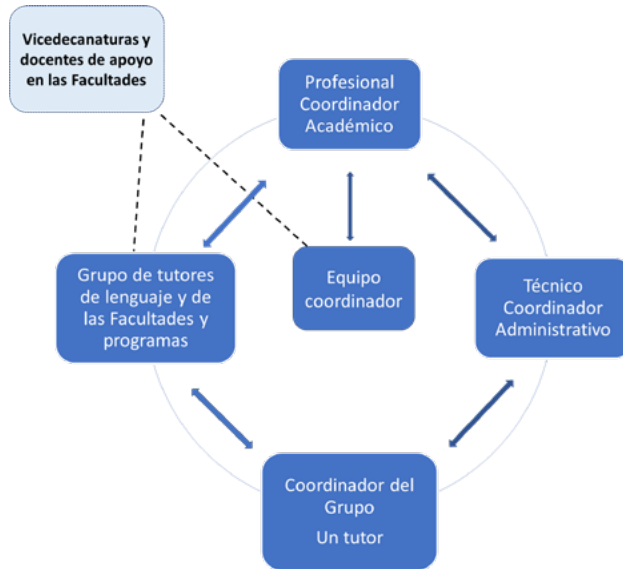 Vicedecanaturas y
docentes de apoyo
en las Facultades
Profesional
Coordinador
Académico
Grupo de tutores
de lenguaje y de
las Facultades y
programas
Equipo
coordinador
Técnico
Coordinador
Administrativo
Coordinador del
Grupo
Un tutor